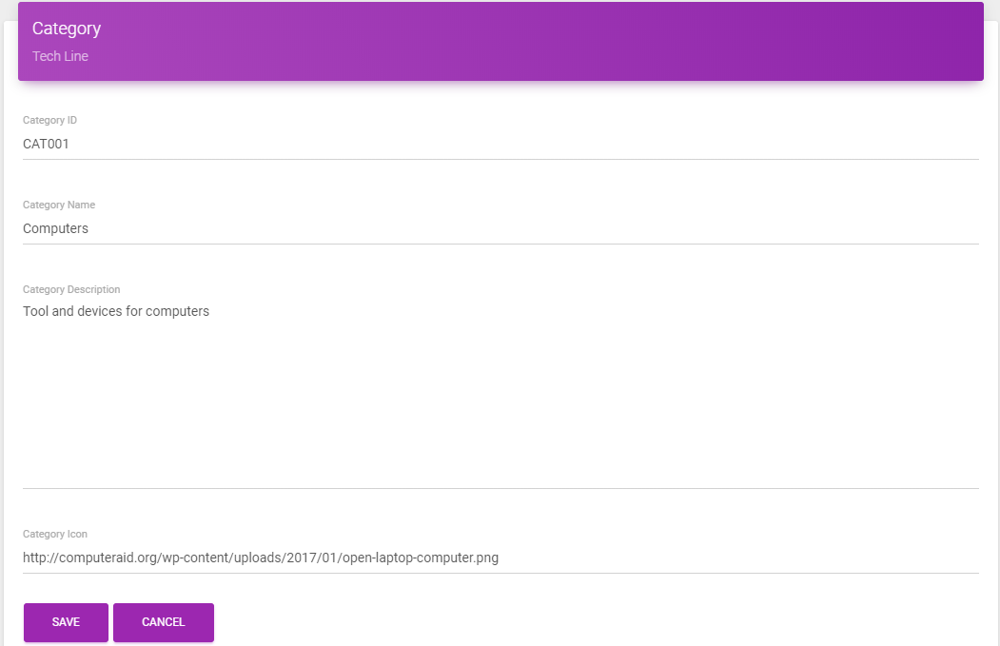 Category
Tech Line
Category ID
CAT001
Category Name
Computers
Category Description
Tool and devices for computers
Category Icon
http://computeraid.org/wp-content/uploads/2017/01/open-laptop-computer.png
SAVE CANCEL